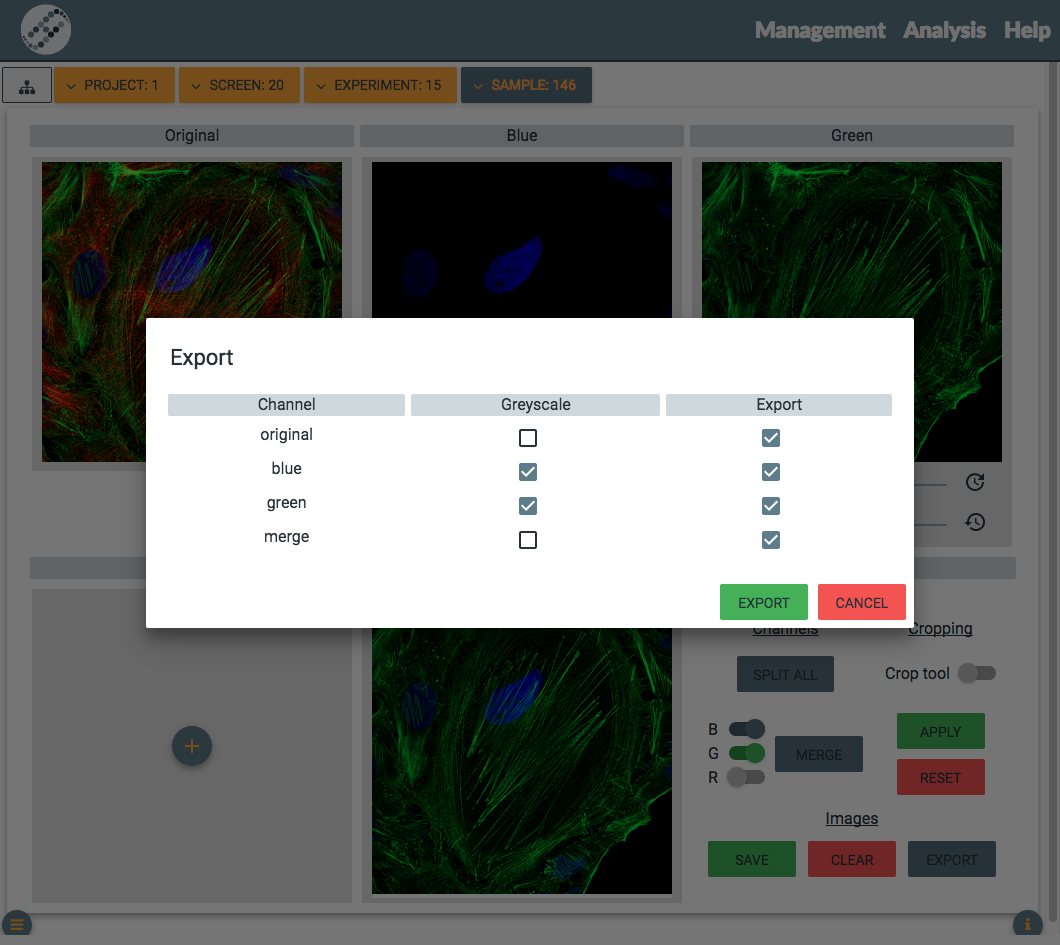 Management Analysis Help
PROJECT: 1 SCREEN: 20 EXPERIMENT: 15 SAMPLE: 146
Original Blue Green
Export
Channel Greyscale Export
original
blue
green
merge
EXPORT CANCEL
Channels Cropping
SPLIT ALL Crop tool
B
G
R
MERGE
APPLY
RESET
Images
SAVE CLEAR EXPORT